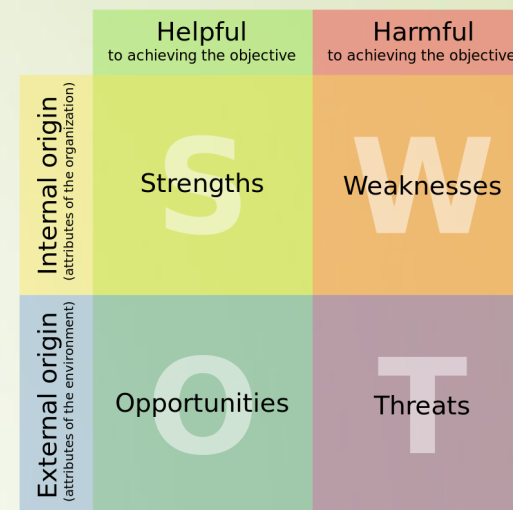 Helpful
to achieving the objective
Harmful
to achieving the objective
Internal origin
(attributes of the organization)
S
Strengths
W
Weaknesses
External origin
(attributes of the environment)
O
Opportunities
T
Threats